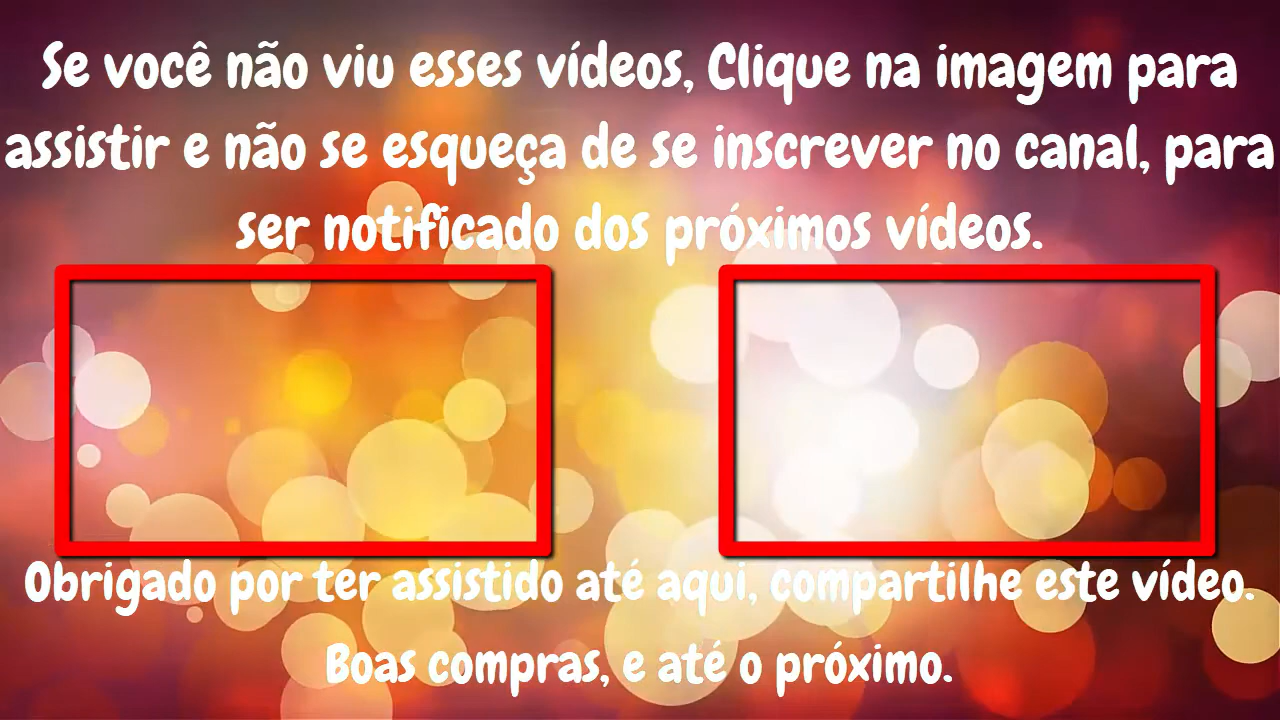 Se você não viu esses vídeos, Clique na imagem para
assistir e não se esqueça de se inscrever no canal, para
ser notificado dos próximos vídeos.
Obrigado por ter assistido até aqui, compartilhe este vídeo.
Boas compras, e até o próximo.